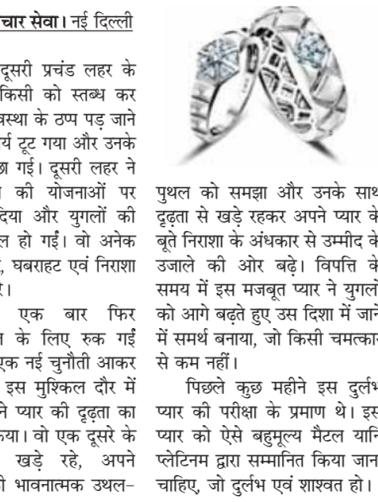 चार सेवा। नई दिल्ली
दूसरी प्रचंड लहर के
किसी को स्तब्ध कर
वस्था के ठप्प पड़ जाने
र्य टूट गया और उनके
छा गई। दूसरी लहर ने
की योजनाओं पर
दिया और युगलों की
ल हो गईं। वो अनेक
, घबराहट एवं निराशा
रे।
एक बार फिर
के लिए रुक गईं
एक नई चुनौती आकर
इस मुश्किल दौर में
ने प्यार की दृढ़ता का
कया। वो एक दूसरे के
खड़े रहे, अपने
ी भावनात्मक उथल-
पुथल को समझा और उनके साथ
दृढ़ता से खड़े रहकर अपने प्यार के
बूते निराशा के अंधकार से उम्मीद के
उजाले की ओर बढ़े। विपत्ति के
समय में इस मजबूत प्यार ने युगलो
को आगे बढ़ते हुए उस दिशा में जाने
में समर्थ बनाया, जो किसी चमत्कार
से कम नहीं।
पिछले कुछ महीने इस दुर्लभ
प्यार की परीक्षा के प्रमाण थे। इस
प्यार को ऐसे बहुमूल्य मैटल यानि
प्लेटिनम द्वारा सम्मानित किया जान
चाहिए, जो दुर्लभ एवं शाश्वत हो।